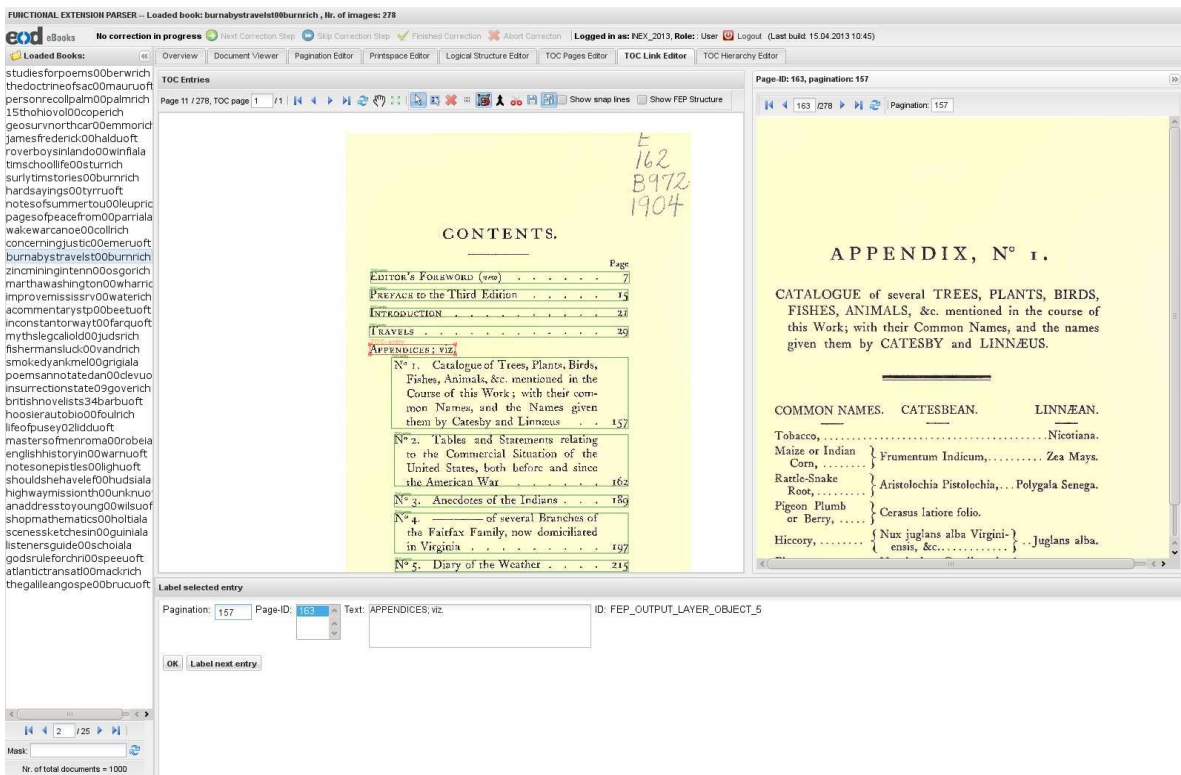 FUNCTIONAL EXTENSION PARSER -- Loaded book: burnabystravelst00burnrich , Nr. of images: 278
eod eBooks No correction in progress Next Correction Step Skip Correction Step Finished Correction Abort Correction Logged in as: INEX_2013, Role: : User Logout (Last build: 15.04.2013 10:45)
Loaded Books:
studiesforpoems00berwrich
thedoctrineofsac00mauruoft
personrecollpalm00palmrich
15thohiovol00coperich
geosurvnorthcar00emmorich
jamesfrederick00halduoft
roverboysinlando00winfiala
timschoollife00sturrich
surlytimstories00burnrich
hardsayings00tyrruoft
notesofsummertou00leupric
pagesofpeacefrom00parriala
wakewarcanoe00collrich
concerningjustic00emeruoft
burnabystravelst00burnrich
zincmininginten​n00osgorich
marthawashington00wharric
improvemississrv00waterich
acommentarystp00beetuoft
inconstantorwayt00farquoft
mythslegcaliold00judsrich
fishermansluck00vandrich
smokedyankmel00grigiala
poemsannotatedan00clevuo
insurrectionstate09goverich
britishnovelists34barbuoft
hoosierautobio00foulrich
lifeofpusey02lidduoft
mastersofmenroma00robeia
englishhistoryin00warnuoft
notesonepistles00lighuoft
shouldshehavelef00hudsiala
highwaymissionth00unknuo
anaddresstoyoung00wilsuof
shopmathematics00holtiala
scenessketchesin00guiniala
listenersguide00schoiala
godsruleforchri00speeuoft
atlantictransatl00mackrich
thegalileangospe00brucuoft
2 / 25
Mask:
Nr. of total documents = 1000
Overview Document Viewer Pagination Editor Printspace Editor Logical Structure Editor TOC Pages Editor TOC Link Editor TOC Hierarchy Editor
TOC Entries
Page 11 / 278, TOC page 1 / 1 Show snap lines Show FEP Structure
E
162
B972
1904
CONTENTS.
Page
EDITOR'S FOREWORD (new) . . . . . . 7
PREFACE to the Third Edition . . . . . 15
INTRODUCTION . . . . . . . . . 21
TRAVELS . . . . . . . . . . 29
APPENDICES; viz.
Nº 1. Catalogue of Trees, Plants, Birds,
Fishes, Animals, &c. mentioned in the
Course of this Work; with their com-
mon Names, and the Names given
them by Catesby and Linnæus . . 157
Nº 2. Tables and Statements relating
to the Commercial Situation of the
United States, both before and since
the American War . . . . . 162
Nº 3. Anecdotes of the Indians . . . 189
Nº 4. ——— of several Branches of
the Fairfax Family, now domiciliated
in Virginia . . . . . . . 197
Nº 5. Diary of the Weather . . . . 215
Page-ID: 163, pagination: 157
163 /278 Pagination: 157
APPENDIX, Nº 1.
CATALOGUE of several TREES, PLANTS, BIRDS,
FISHES, ANIMALS, &c. mentioned in the course of
this Work; with their Common Names, and the names
given them by CATESBY and LINNÆUS.
COMMON NAMES. CATESBEAN. LINNÆAN.
Tobacco, ........................................Nicotiana.
Maize or Indian Corn, ........ } Frumentum Indicum,.......... Zea Mays.
Rattle-Snake Root,........... } Aristolochia Pistolochia,... Polygala Senega.
Pigeon Plumb or Berry, ..... } Cerasus latiore folio.
Hiccory, ........ { Nux juglans alba Virgini-ensis, &c............ } ..Juglans alba.
Label selected entry
Pagination: 157 Page-ID: 163 Text: APPENDICES; viz. ID: FEP_OUTPUT_LAYER_OBJECT_5
OK Label next entry